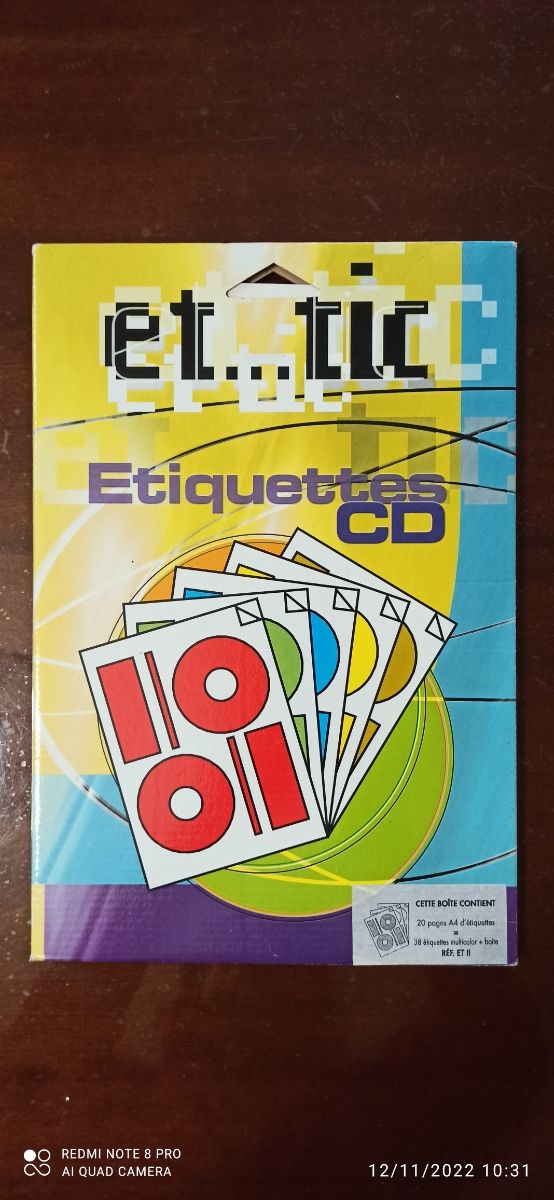 et...tic
Etiquettes
CD
CETTE BOÎTE CONTIENT
20 pages A4 d'étiquettes
=
38 étiquettes multicolor + boîte
RÉF. ET II
REDMI NOTE 8 PRO
AI QUAD CAMERA
12/11/2022 10:31